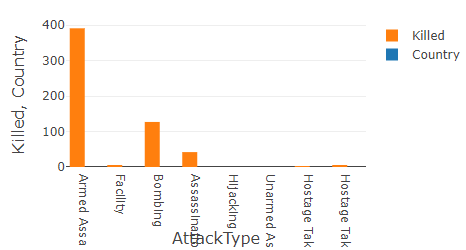 400
300
200
100
0
Killed, Country
Armed Assa
Facility
Bombing
Assassinatio
Hijacking
Unarmed As
Hostage Tak
Hostage Tak
AttackType
Killed
Country